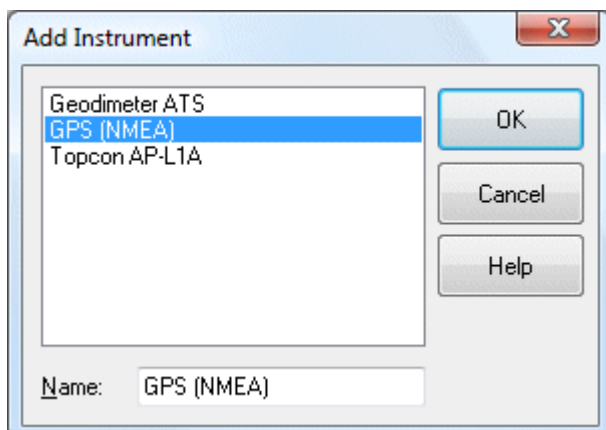 Add Instrument
Geodimeter ATS
GPS (NMEA)
Topcon AP-L1A
OK
Cancel
Help
Name: GPS (NMEA)